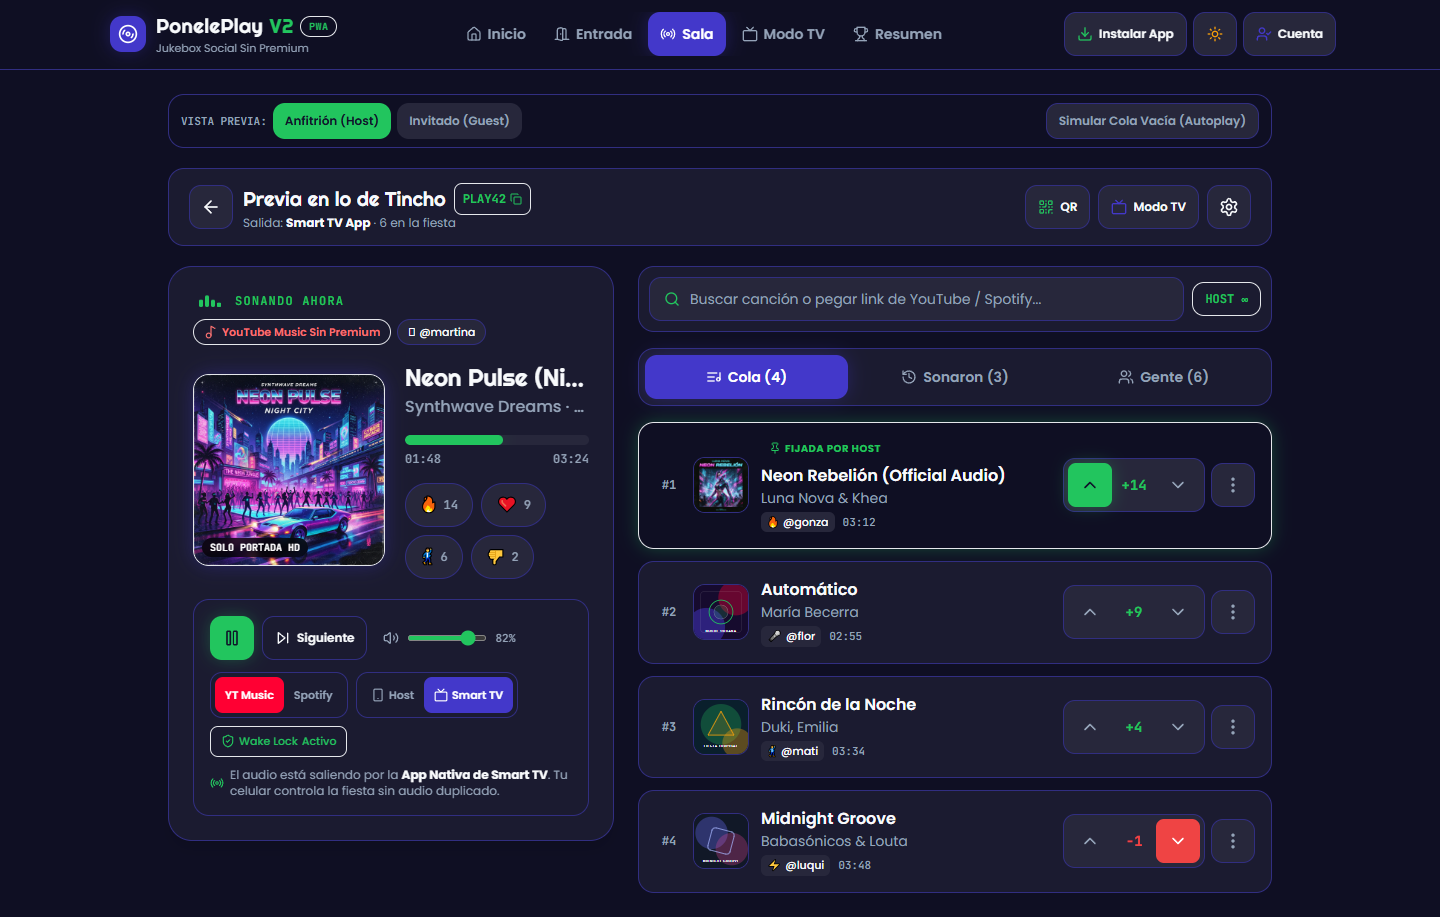 PonelePlay V2 PWA
Jukebox Social Sin Premium
Inicio
Entrada
Sala
Modo TV
Resumen
Instalar App
Cuenta
VISTA PREVIA:
Anfitrión (Host)
Invitado (Guest)
Simular Cola Vacía (Autoplay)
Previa en lo de Tincho
PLAY42
Salida: Smart TV App · 6 en la fiesta
QR
Modo TV
SONANDO AHORA
YouTube Music Sin Premium
@martina
SYNTHWAVE DREAMS
NEON PULSE
NIGHT CITY
SOLO PORTADA HD
Neon Pulse (Ni...
Synthwave Dreams · ...
01:48
03:24
14
9
6
2
Siguiente
82%
YT Music
Spotify
Host
Smart TV
Wake Lock Activo
El audio está saliendo por la App Nativa de Smart TV. Tu
celular controla la fiesta sin audio duplicado.
Buscar canción o pegar link de YouTube / Spotify...
HOST ∞
Cola (4)
Sonaron (3)
Gente (6)
FIJADA POR HOST
#1
NEON REBELIÓN
Neon Rebelión (Official Audio)
Luna Nova & Khea
@gonza
03:12
+14
#2
Automático
María Becerra
@flor
02:55
+9
#3
Rincón de la Noche
Duki, Emilia
@mati
03:34
+4
#4
Midnight Groove
Babasónicos & Louta
@luqui
03:48
-1